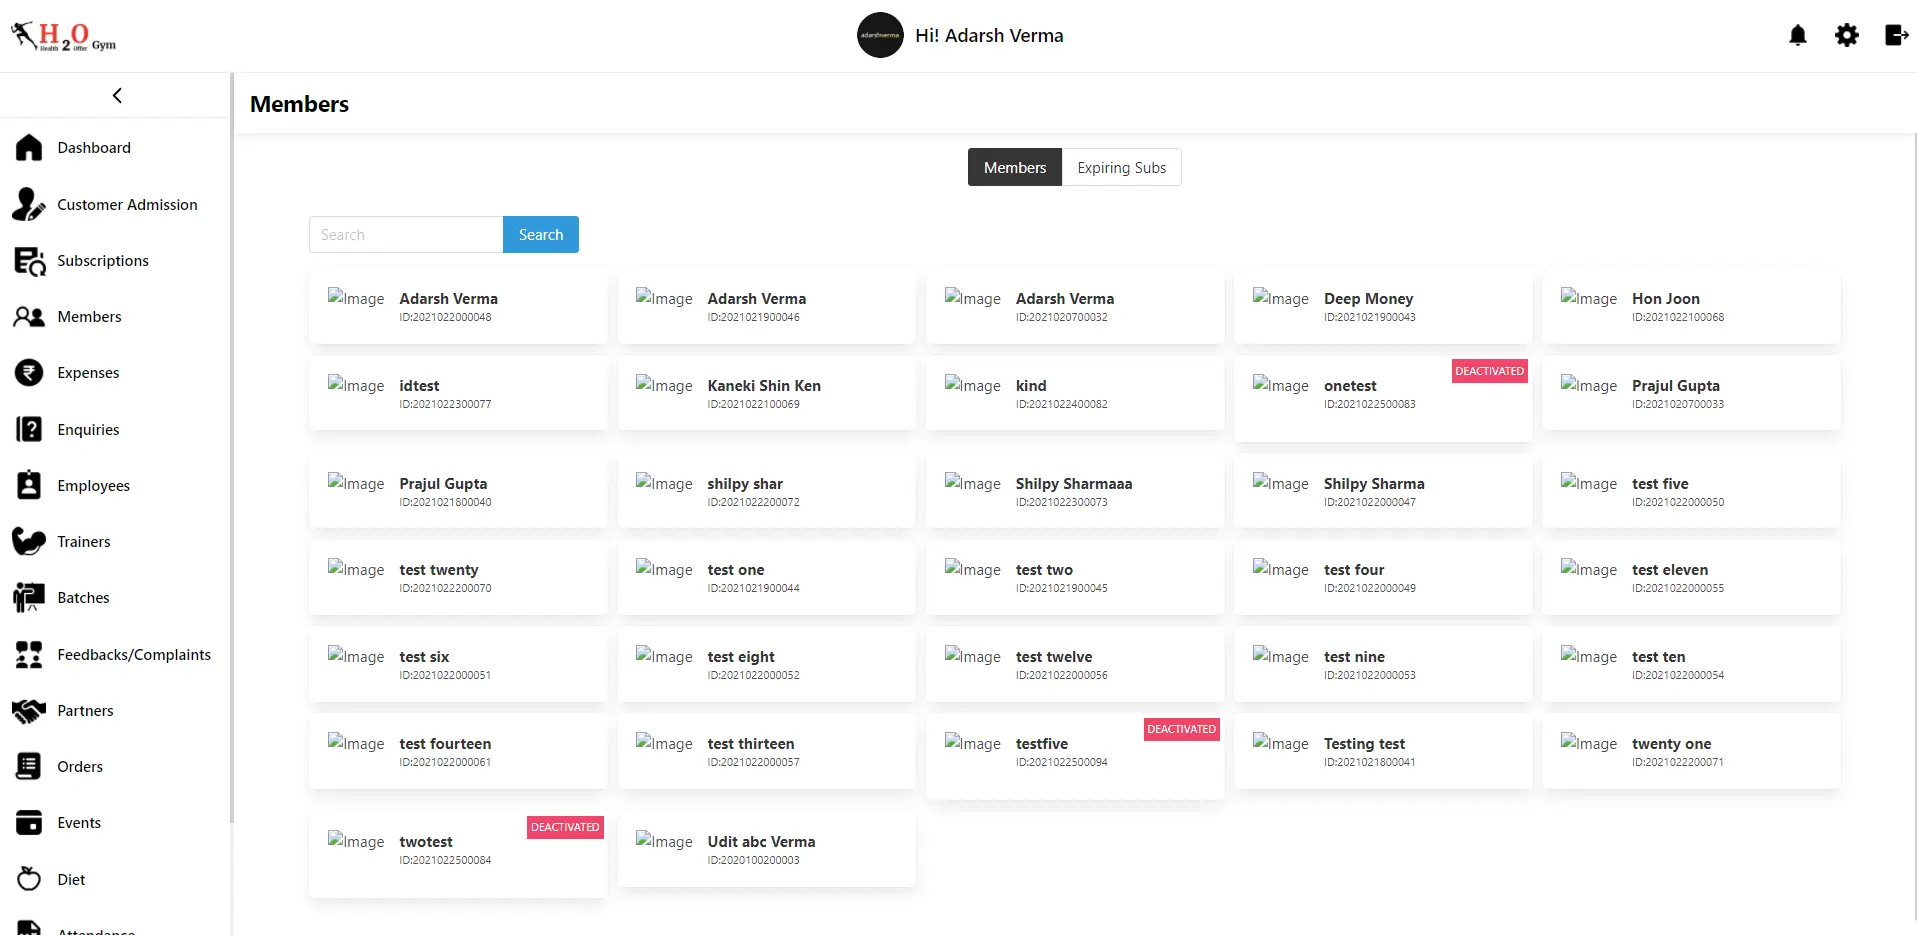 H2O
Health Offer Gym
adarshverma
Hi! Adarsh Verma
Members
Dashboard
Customer Admission
Subscriptions
Members
Expenses
Enquiries
Employees
Trainers
Batches
Feedbacks/Complaints
Partners
Orders
Events
Diet
Attendance
Members Expiring Subs
Search Search
Image Adarsh Verma
ID:2021022000048
Image Adarsh Verma
ID:2021021900046
Image Adarsh Verma
ID:2021020700032
Image Deep Money
ID:2021021900043
Image Hon Joon
ID:2021022100068
Image idtest
ID:2021022300077
Image Kaneki Shin Ken
ID:2021022100069
Image kind
ID:2021022400082
DEACTIVATED
Image onetest
ID:2021022500083
Image Prajul Gupta
ID:2021020700033
Image Prajul Gupta
ID:2021021800040
Image shilpy shar
ID:2021022200072
Image Shilpy Sharmaaa
ID:2021022300073
Image Shilpy Sharma
ID:2021022000047
Image test five
ID:2021022000050
Image test twenty
ID:2021022200070
Image test one
ID:2021021900044
Image test two
ID:2021021900045
Image test four
ID:2021022000049
Image test eleven
ID:2021022000055
Image test six
ID:2021022000051
Image test eight
ID:2021022000052
Image test twelve
ID:2021022000056
Image test nine
ID:2021022000053
Image test ten
ID:2021022000054
Image test fourteen
ID:2021022000061
Image test thirteen
ID:2021022000057
DEACTIVATED
Image testfive
ID:2021022500094
Image Testing test
ID:2021021800041
Image twenty one
ID:2021022200071
DEACTIVATED
Image twotest
ID:2021022500084
Image Udit abc Verma
ID:2020100200003